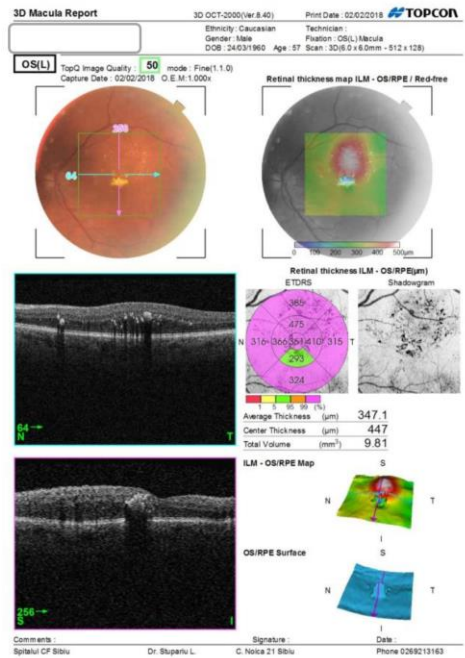 3D Macula Report
3D OCT-2000(Ver.8.40)
Print Date : 02/02/2018
TOPCON
Ethnicity : Caucasian
Technician :
Gender : Male
Fixation : OS(L) Macula
DOB : 24/03/1960
Age : 57
Scan : 3D(6.0 x 6.0mm - 512 x 128)
OS(L)
TopQ Image Quality : 50 mode : Fine(1.1.0)
Capture Date : 02/02/2018 O.E.M:1.000x
Retinal thickness map ILM - OS/RPE / Red-free
256
64
0 100 200 300 400 500μm
Retinal thickness ILM - OS/RPE(μm)
ETDRS
Shadowgram
385
475
N 316 366 361 410 315 T
293
324
1 5 95 99 (%)
Average Thickness (μm) 347.1
Center Thickness (μm) 447
Total Volume (mm³) 9.81
64
N T
ILM - OS/RPE Map
S
N T
I
OS/RPE Surface
S
N T
I
256
S I
Comments :
Signature :
Date :
Spitalul CF Sibiu
Dr. Stupariu L.
C. Noica 21 Sibiu
Phone 0269213163